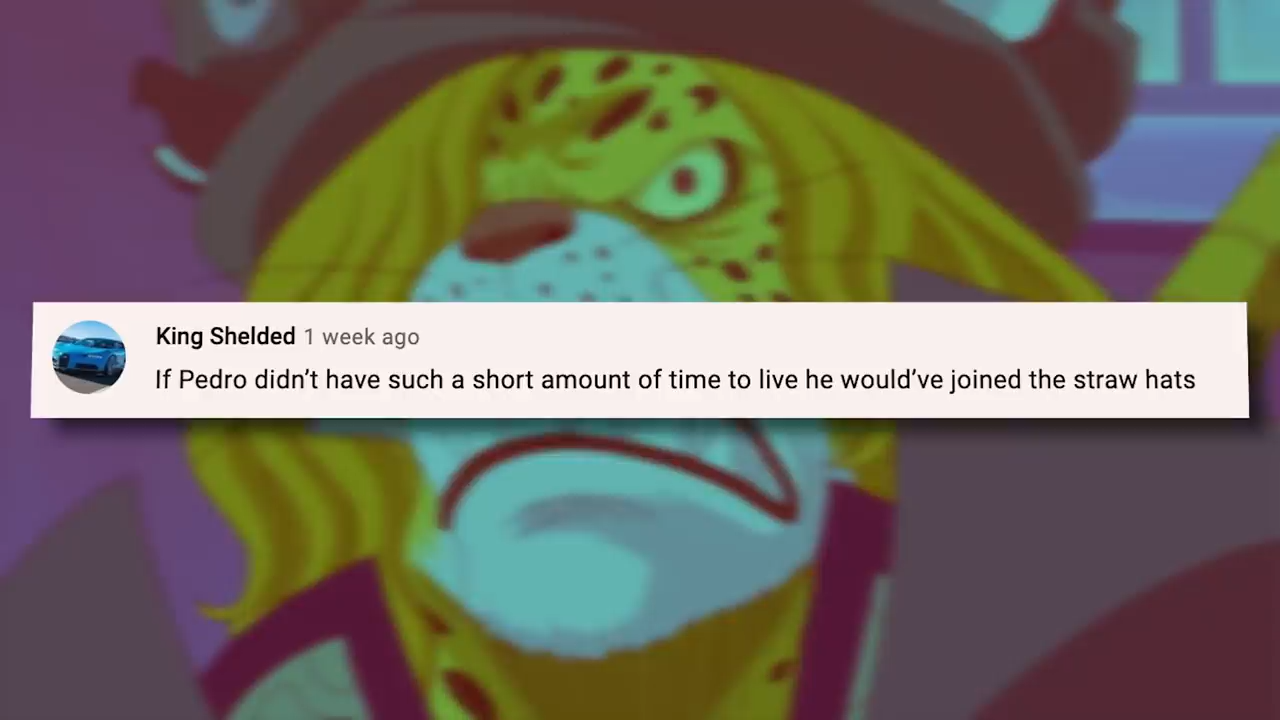 King Shelded 1 week ago
If Pedro didn’t have such a short amount of time to live he would’ve joined the straw hats